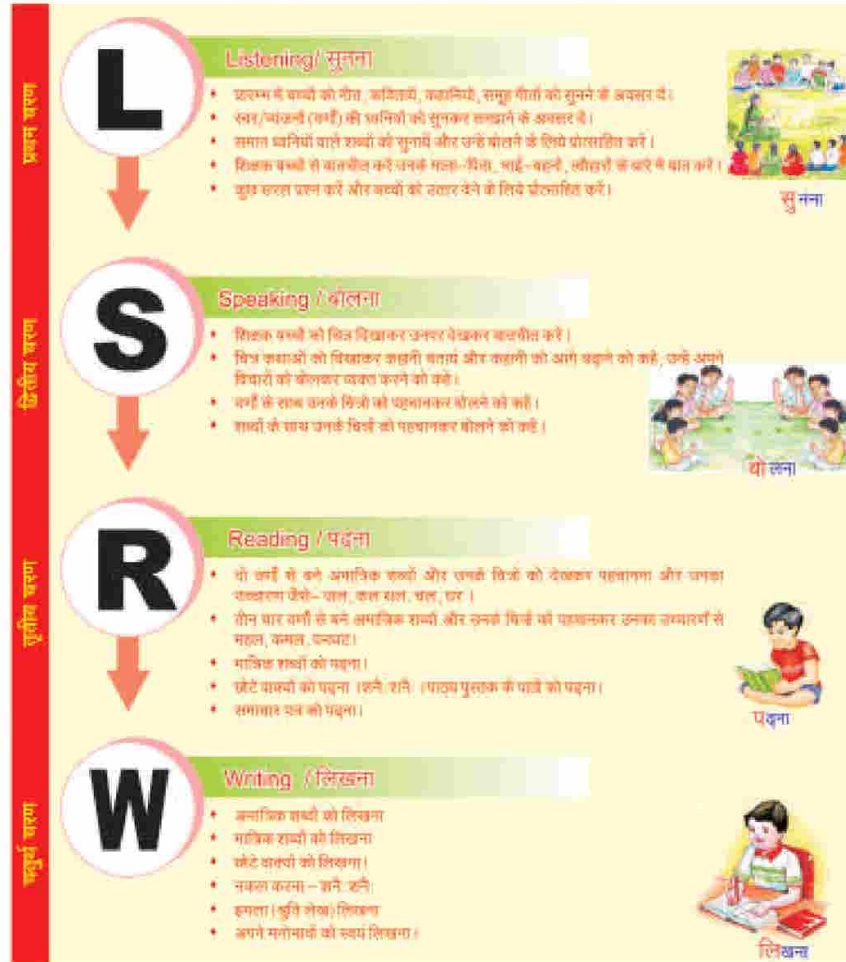 प्रथम चरण
L
Listening/ सुनना
• प्रारम्भ में बच्चों को गीत, कवितायें, कहानियाँ, समूह गीतों को सुनने के अवसर दें।
• स्वर/व्यंजनों (वर्णों) की ध्वनियों को सुनकर समझने के अवसर दें।
• समान ध्वनियों वाले शब्दों को सुनायें और उन्हें बोलने के लिये प्रोत्साहित करें।
• शिक्षक बच्चों से बातचीत करें उनके माता-पिता, भाई-बहनों, त्यौहारों के बारे में बात करें।
• कुछ सरल प्रश्न करें और बच्चों को उत्तर देने के लिये प्रोत्साहित करें।
सुनना
द्वितीय चरण
S
Speaking / बोलना
• शिक्षक बच्चों को चित्र दिखाकर उनपर देखकर बातचीत करें।
• चित्र कथाओं को दिखाकर कहानी बतायें और कहानी को आगे बढ़ाने को कहें, उन्हें अपने
विचारों को बोलकर व्यक्त करने को कहें।
• वर्णों के साथ उनके चित्रों को पहचानकर बोलने को कहें।
• शब्दों के साथ उनके चित्रों को पहचानकर बोलने को कहें।
बोलना
तृतीय चरण
R
Reading / पढ़ना
• दो वर्णों से बने अमात्रिक शब्दों और उनके चित्रों को देखकर पहचानना और उनका
उच्चारण जैसे- जल, कल, चल, घर।
• तीन चार वर्णों से बने अमात्रिक शब्दों और उनके चित्रों को पहचानकर उनका उच्चारण से
महल, कमल, पनघट।
• मात्रिक शब्दों को पढ़ना।
• छोटे वाक्यों को पढ़ना। शनैः शनैः। पाठ्य पुस्तक के पाठों को पढ़ना।
• समाचार पत्र को पढ़ना।
पढ़ना
चतुर्थ चरण
W
Writing / लिखना
• अमात्रिक शब्दों को लिखना
• मात्रिक शब्दों को लिखना
• छोटे वाक्यों को लिखना।
• नकल करना – शनैः शनैः
• इमला (श्रुति लेख) लिखना
• अपने मनोभावों को स्वयं लिखना।
लिखना